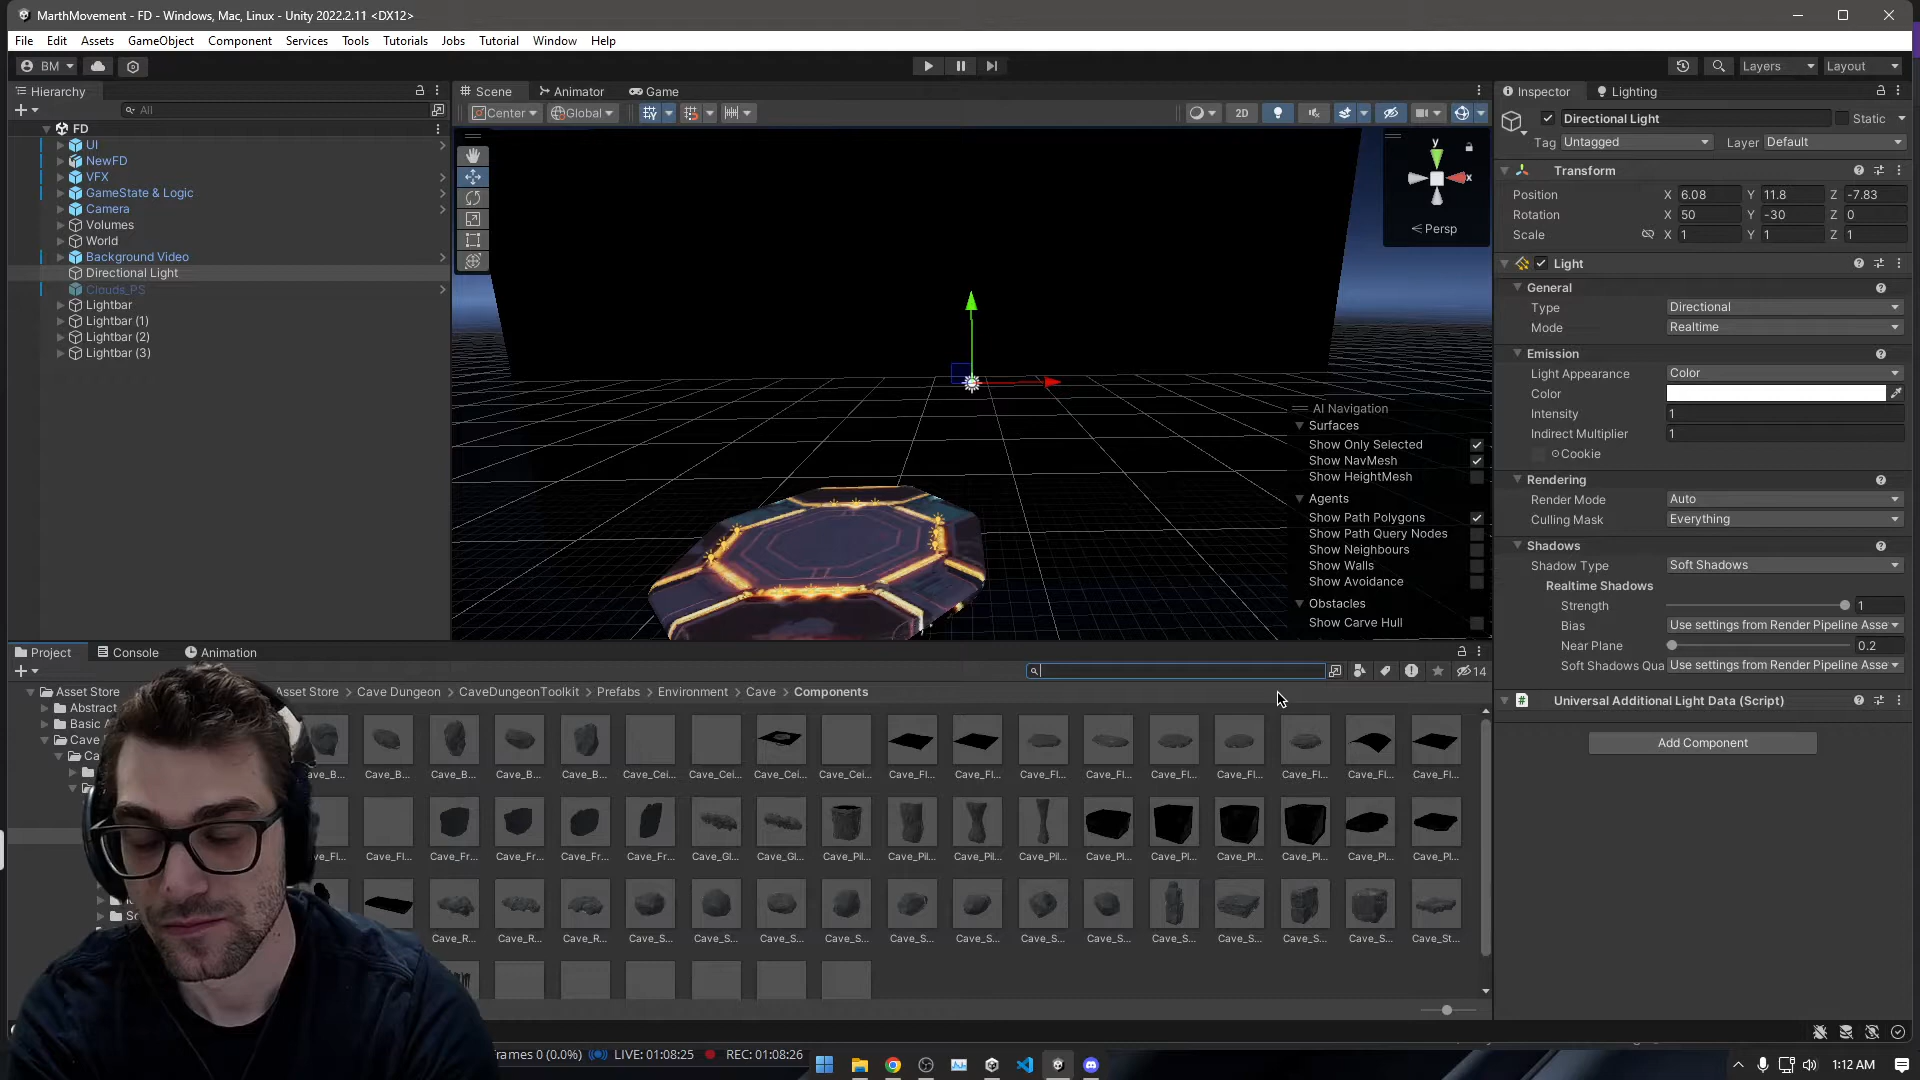 MarthMovement - FD - Windows, Mac, Linux - Unity 2022.2.11 <DX12>
File Edit Assets GameObject Component Services Tools Tutorials Jobs Tutorial Window Help
BM Layers Layout
Hierarchy
All
FD
UI
NewFD
VFX
GameState & Logic
Camera
Volumes
World
Background Video
Directional Light
Clouds_PS
Lightbar
Lightbar (1)
Lightbar (2)
Lightbar (3)
Scene Animator Game
Center Global 2D
y
x
< Persp
AI Navigation
Surfaces
Show Only Selected
Show NavMesh
Show HeightMesh
Agents
Show Path Polygons
Show Path Query Nodes
Show Neighbours
Show Walls
Show Avoidance
Obstacles
Show Carve Hull
Inspector Lighting
Directional Light Static
Tag Untagged Layer Default
Transform
Position X 6.08 Y 11.8 Z -7.83
Rotation X 50 Y -30 Z 0
Scale X 1 Y 1 Z 1
Light
General
Type Directional
Mode Realtime
Emission
Light Appearance Color
Color
Intensity 1
Indirect Multiplier 1
Cookie
Rendering
Render Mode Auto
Culling Mask Everything
Shadows
Shadow Type Soft Shadows
Realtime Shadows
Strength 1
Bias Use settings from Render Pipeline Asse
Near Plane 0.2
Soft Shadows Qua Use settings from Render Pipeline Asse
# Universal Additional Light Data (Script)
Add Component
Project Console Animation
14
Asset Store
Abstract
Basic A
Cave
Ca
Asset Store > Cave Dungeon > CaveDungeonToolkit > Prefabs > Environment > Cave > Components
Cave_B... Cave_B... Cave_B... Cave_B... Cave_Cei... Cave_Cei... Cave_Cei... Cave_Cei... Cave_Fl... Cave_Fl... Cave_Fl... Cave_Fl... Cave_Fl... Cave_Fl... Cave_Fl... Cave_Fl... Cave_Fl...
Cave_Fl... Cave_Fr... Cave_Fr... Cave_Fr... Cave_Fr... Cave_Gl... Cave_Gl... Cave_Pil... Cave_Pil... Cave_Pil... Cave_Pil... Cave_Pl... Cave_Pl... Cave_Pl... Cave_Pl... Cave_Pl... Cave_Pl...
Cave_R... Cave_R... Cave_R... Cave_S... Cave_S... Cave_S... Cave_S... Cave_S... Cave_S... Cave_S... Cave_S... Cave_S... Cave_S... Cave_S... Cave_S... Cave_St...
rames 0 (0.0%) LIVE: 01:08:25 REC: 01:08:26
1:12 AM